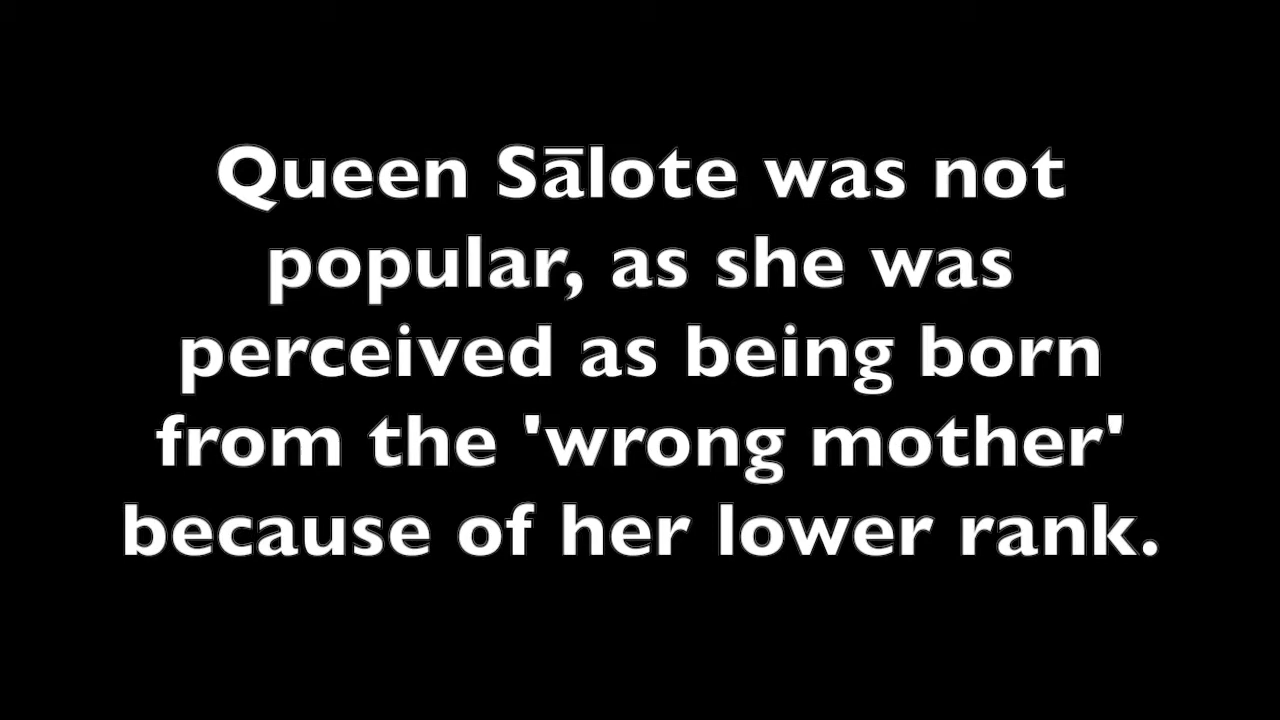 Queen Sālote was not
popular, as she was
perceived as being born
from the 'wrong mother'
because of her lower rank.